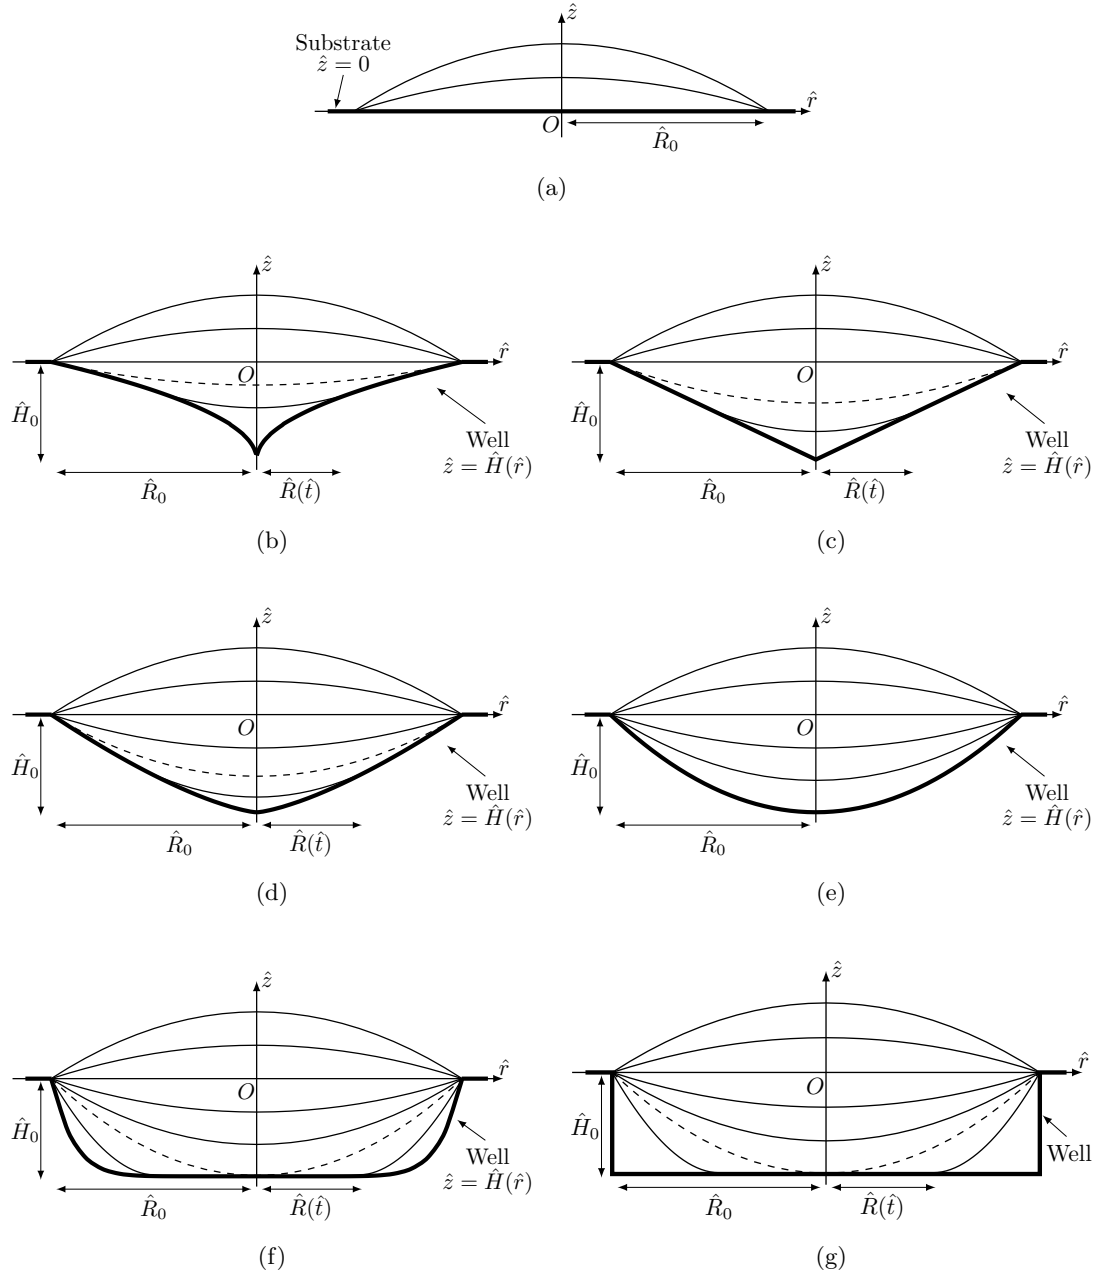 ẑ
Substrate
ẑ = 0
r̂
O
R̂₀
(a)
ẑ
r̂
O
Ĥ₀
Well
ẑ = Ĥ(r̂)
R̂₀
R̂(t̂)
(b)
ẑ
r̂
O
Ĥ₀
Well
ẑ = Ĥ(r̂)
R̂₀
R̂(t̂)
(c)
ẑ
r̂
O
Ĥ₀
Well
ẑ = Ĥ(r̂)
R̂₀
R̂(t̂)
(d)
ẑ
r̂
O
Ĥ₀
Well
ẑ = Ĥ(r̂)
R̂₀
(e)
ẑ
r̂
O
Ĥ₀
Well
ẑ = Ĥ(r̂)
R̂₀
R̂(t̂)
(f)
ẑ
r̂
O
Ĥ₀
Well
R̂₀
R̂(t̂)
(g)